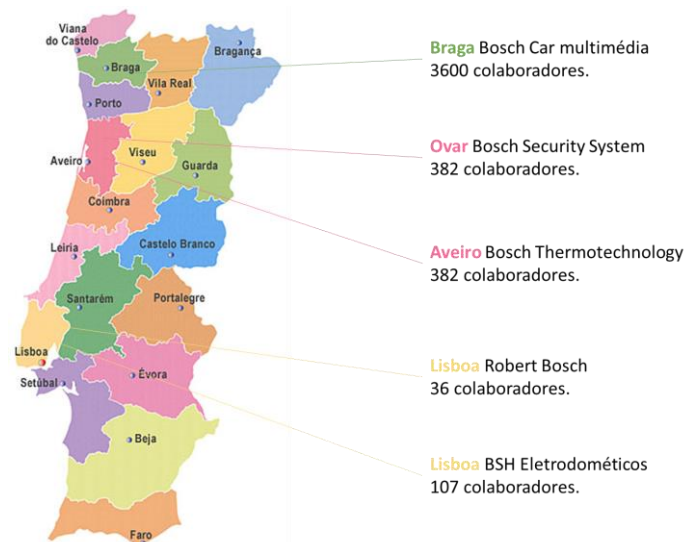 Viana
do Castelo
Bragança
Braga
Vila Real
Porto
Aveiro
Viseu
Guarda
Coímbra
Leiria
Castelo Branco
Santarém
Portalegre
Lisboa
Setúbal
Évora
Beja
Faro
Braga Bosch Car multimédia
3600 colaboradores.
Ovar Bosch Security System
382 colaboradores.
Aveiro Bosch Thermotechnology
382 colaboradores.
Lisboa Robert Bosch
36 colaboradores.
Lisboa BSH Eletrodométicos
107 colaboradores.